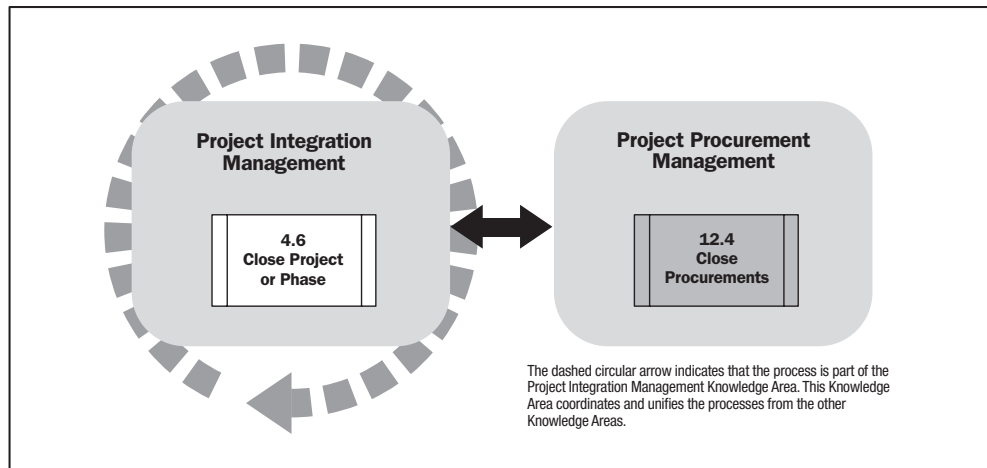 Project Integration
Management
4.6
Close Project
or Phase
Project Procurement
Management
12.4
Close
Procurements
The dashed circular arrow indicates that the process is part of the
Project Integration Management Knowledge Area. This Knowledge
Area coordinates and unifies the processes from the other
Knowledge Areas.